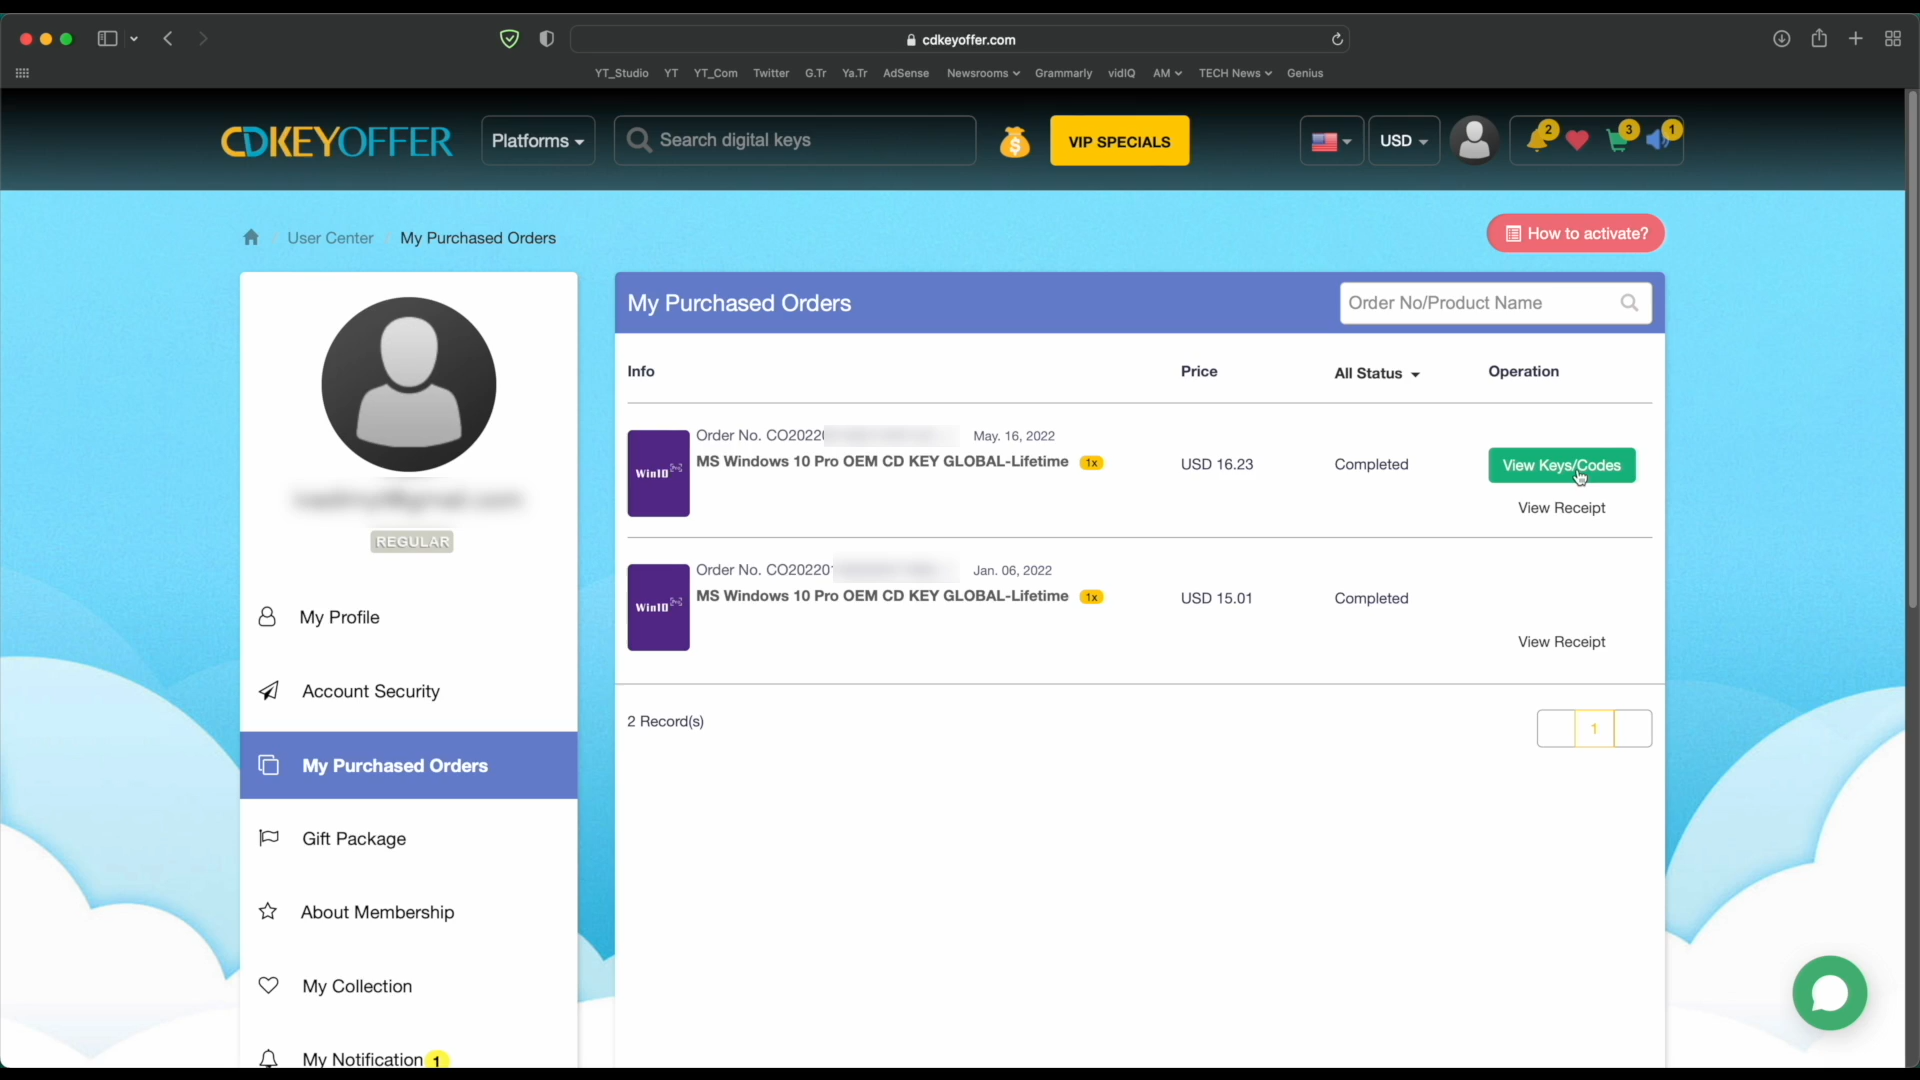 cdkeyoffer.com
YT_Studio YT YT_Com Twitter G.Tr Ya.Tr AdSense Newsrooms Grammarly vidIQ AM TECH News Genius
CDKEYOFFER Platforms Search digital keys VIP SPECIALS USD 2 3 1
User Center My Purchased Orders
How to activate?
My Purchased Orders Order No/Product Name
Info Price All Status Operation
Order No. CO2022 May. 16, 2022
Win10 MS Windows 10 Pro OEM CD KEY GLOBAL-Lifetime 1x USD 16.23 Completed View Keys/Codes
View Receipt
REGULAR
Order No. CO20220 Jan. 06, 2022
Win10 MS Windows 10 Pro OEM CD KEY GLOBAL-Lifetime 1x USD 15.01 Completed
View Receipt
2 Record(s) 1
My Profile
Account Security
My Purchased Orders
Gift Package
About Membership
My Collection
My Notification 1